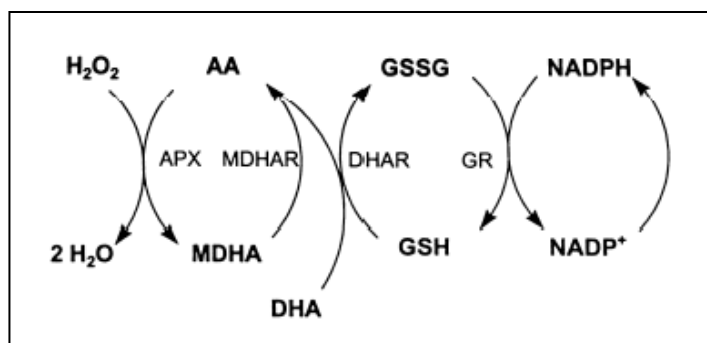 H₂O₂ AA GSSG NADPH
APX MDHAR DHAR GR
2 H₂O MDHA GSH NADP⁺
DHA